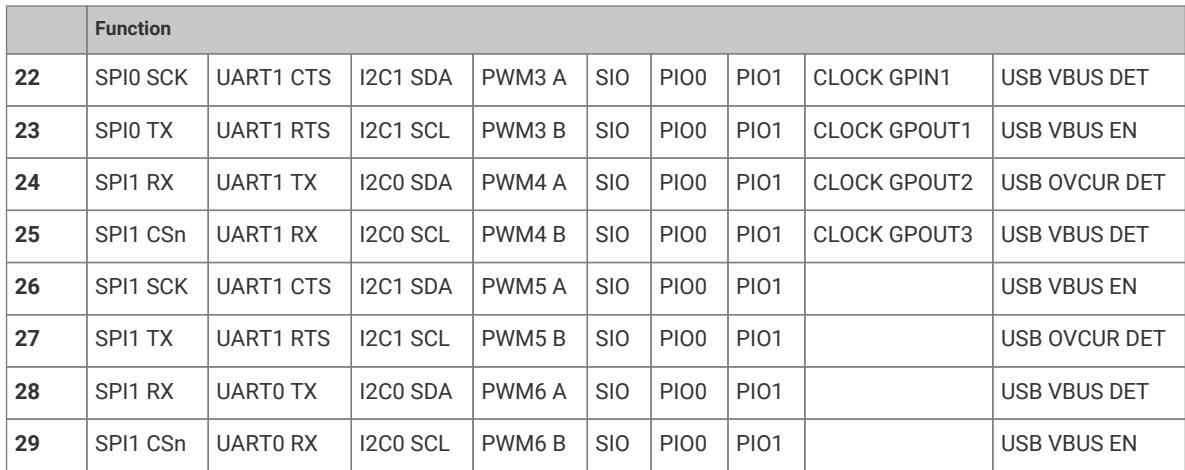 Function
22 SPI0 SCK UART1 CTS I2C1 SDA PWM3 A SIO PIO0 PIO1 CLOCK GPIN1 USB VBUS DET
23 SPI0 TX UART1 RTS I2C1 SCL PWM3 B SIO PIO0 PIO1 CLOCK GPOUT1 USB VBUS EN
24 SPI1 RX UART1 TX I2C0 SDA PWM4 A SIO PIO0 PIO1 CLOCK GPOUT2 USB OVCUR DET
25 SPI1 CSn UART1 RX I2C0 SCL PWM4 B SIO PIO0 PIO1 CLOCK GPOUT3 USB VBUS DET
26 SPI1 SCK UART1 CTS I2C1 SDA PWM5 A SIO PIO0 PIO1 USB VBUS EN
27 SPI1 TX UART1 RTS I2C1 SCL PWM5 B SIO PIO0 PIO1 USB OVCUR DET
28 SPI1 RX UART0 TX I2C0 SDA PWM6 A SIO PIO0 PIO1 USB VBUS DET
29 SPI1 CSn UART0 RX I2C0 SCL PWM6 B SIO PIO0 PIO1 USB VBUS EN